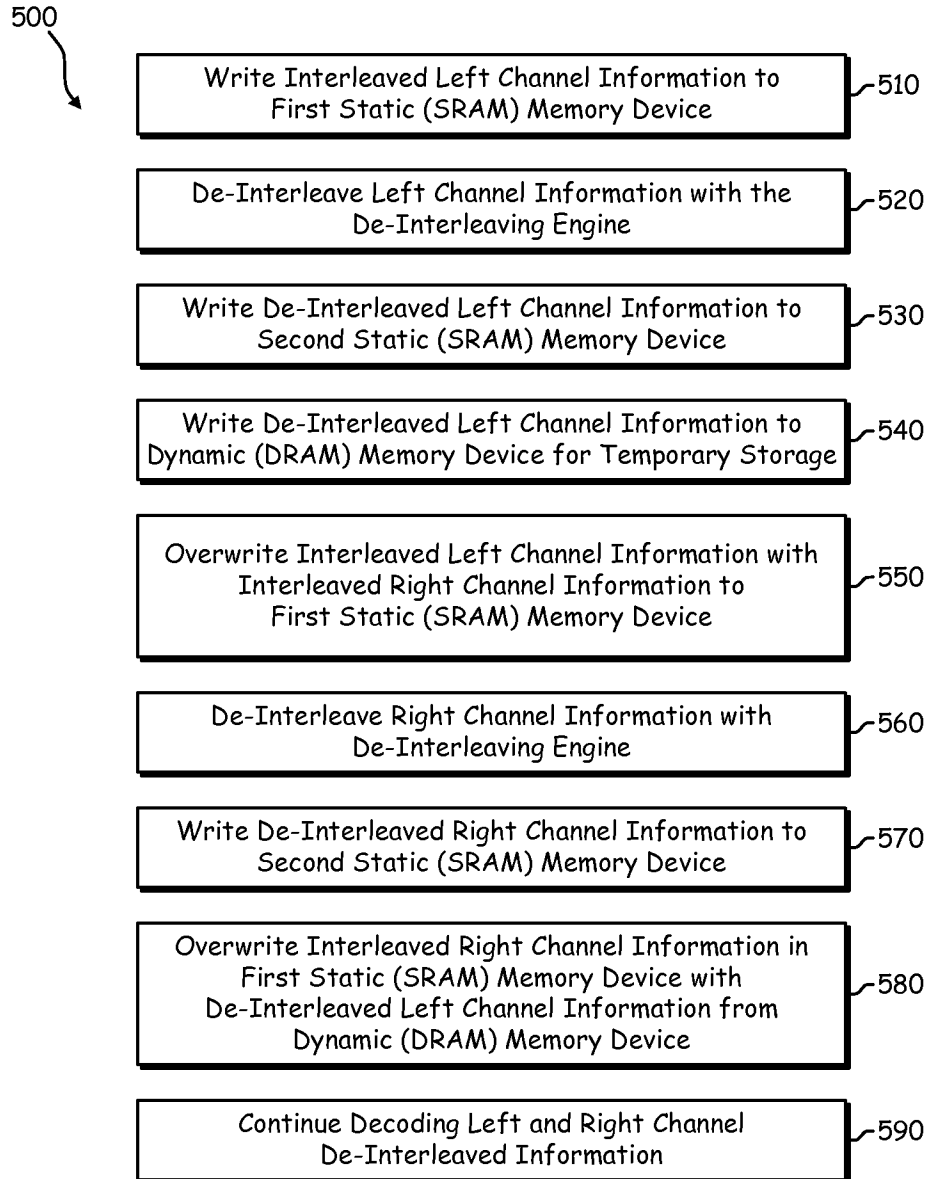 500
Write Interleaved Left Channel Information to
First Static (SRAM) Memory Device
510
De-Interleave Left Channel Information with the
De-Interleaving Engine
520
Write De-Interleaved Left Channel Information to
Second Static (SRAM) Memory Device
530
Write De-Interleaved Left Channel Information to
Dynamic (DRAM) Memory Device for Temporary Storage
540
Overwrite Interleaved Left Channel Information with
Interleaved Right Channel Information to
First Static (SRAM) Memory Device
550
De-Interleave Right Channel Information with
De-Interleaving Engine
560
Write De-Interleaved Right Channel Information to
Second Static (SRAM) Memory Device
570
Overwrite Interleaved Right Channel Information in
First Static (SRAM) Memory Device with
De-Interleaved Left Channel Information from
Dynamic (DRAM) Memory Device
580
Continue Decoding Left and Right Channel
De-Interleaved Information
590